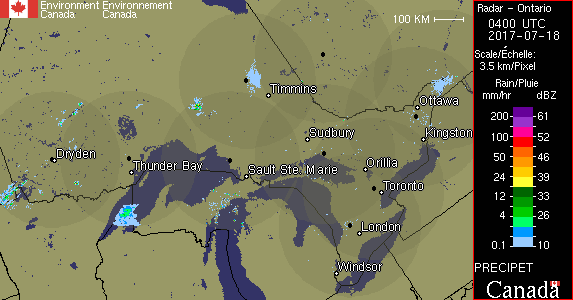 Environment Environnement
Canada Canada
100 KM
Timmins
Ottawa
Sudbury
Kingston
Dryden
Thunder Bay
Sault Ste. Marie
Orillia
Toronto
London
Windsor
Radar - Ontario
0400 UTC
2017-07-18
Scale/Échelle:
3.5 km/Pixel
Rain/Pluie
mm/hr dBZ
200 61
100 52
50 46
24 39
12 33
4 26
0.1 10
PRECIPET
Canada